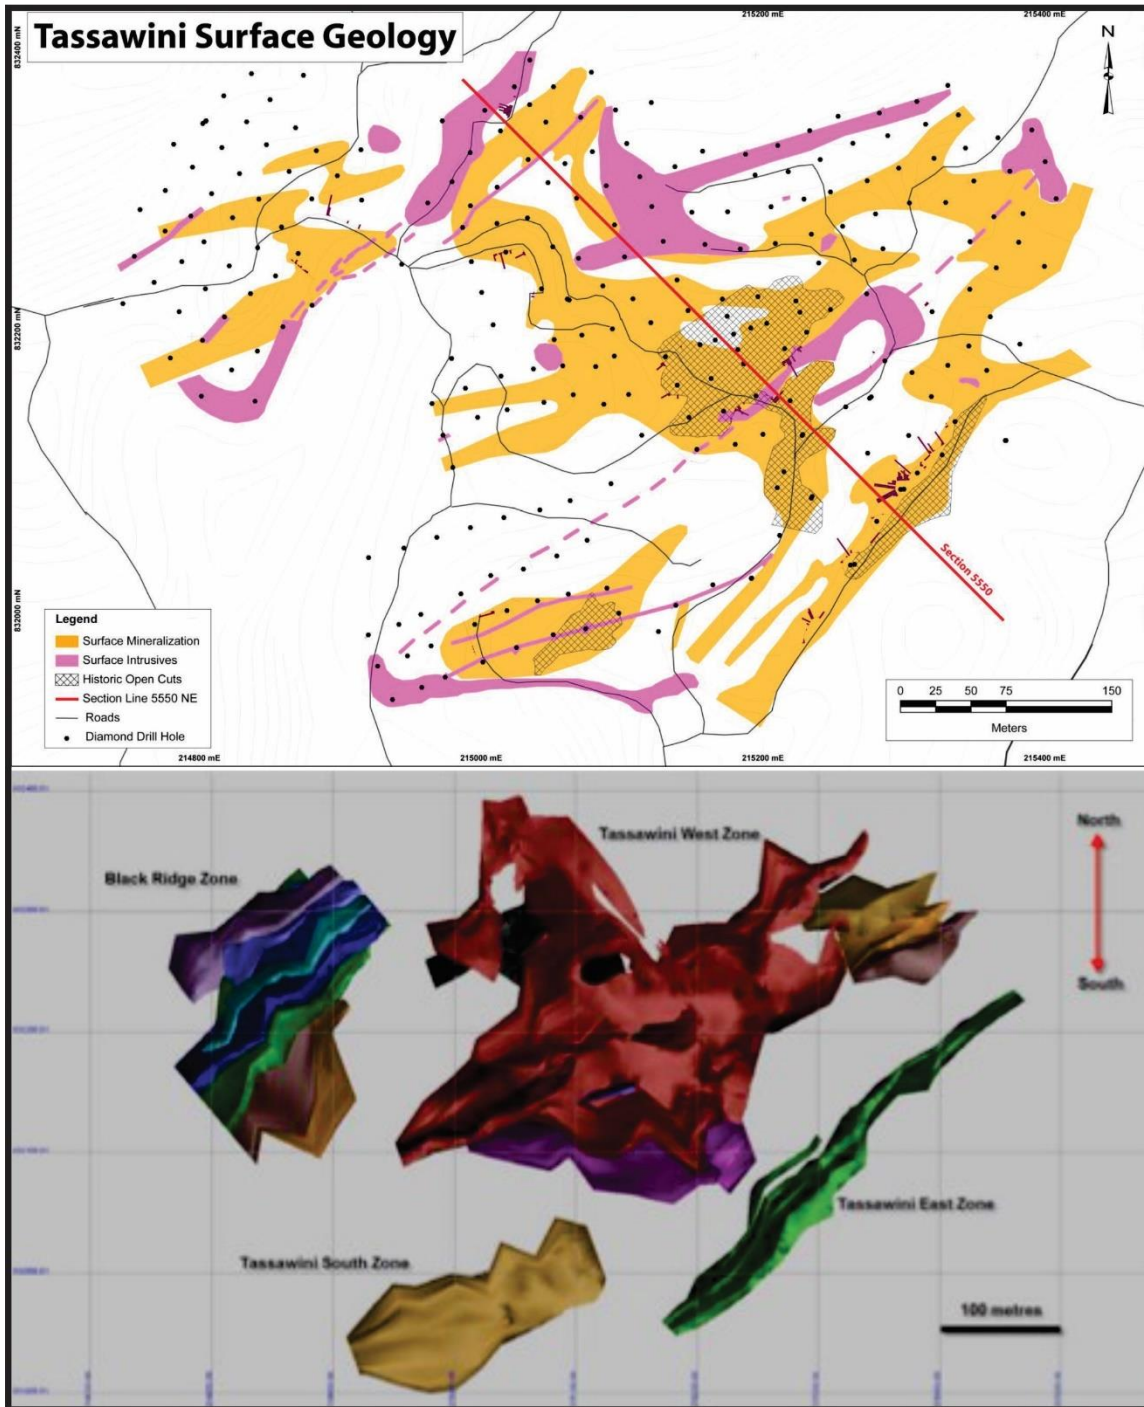 Tassawini Surface Geology
215200 mE
215400 mE
N
832400 mN
832200 mN
832000 mN
Section 5550
Legend
Surface Mineralization
Surface Intrusives
Historic Open Cuts
Section Line 5550 NE
Roads
Diamond Drill Hole
0 25 50 75 150
Meters
214800 mE
215000 mE
215200 mE
215400 mE
Tassawini West Zone
North
Black Ridge Zone
South
Tassawini East Zone
Tassawini South Zone
100 metres